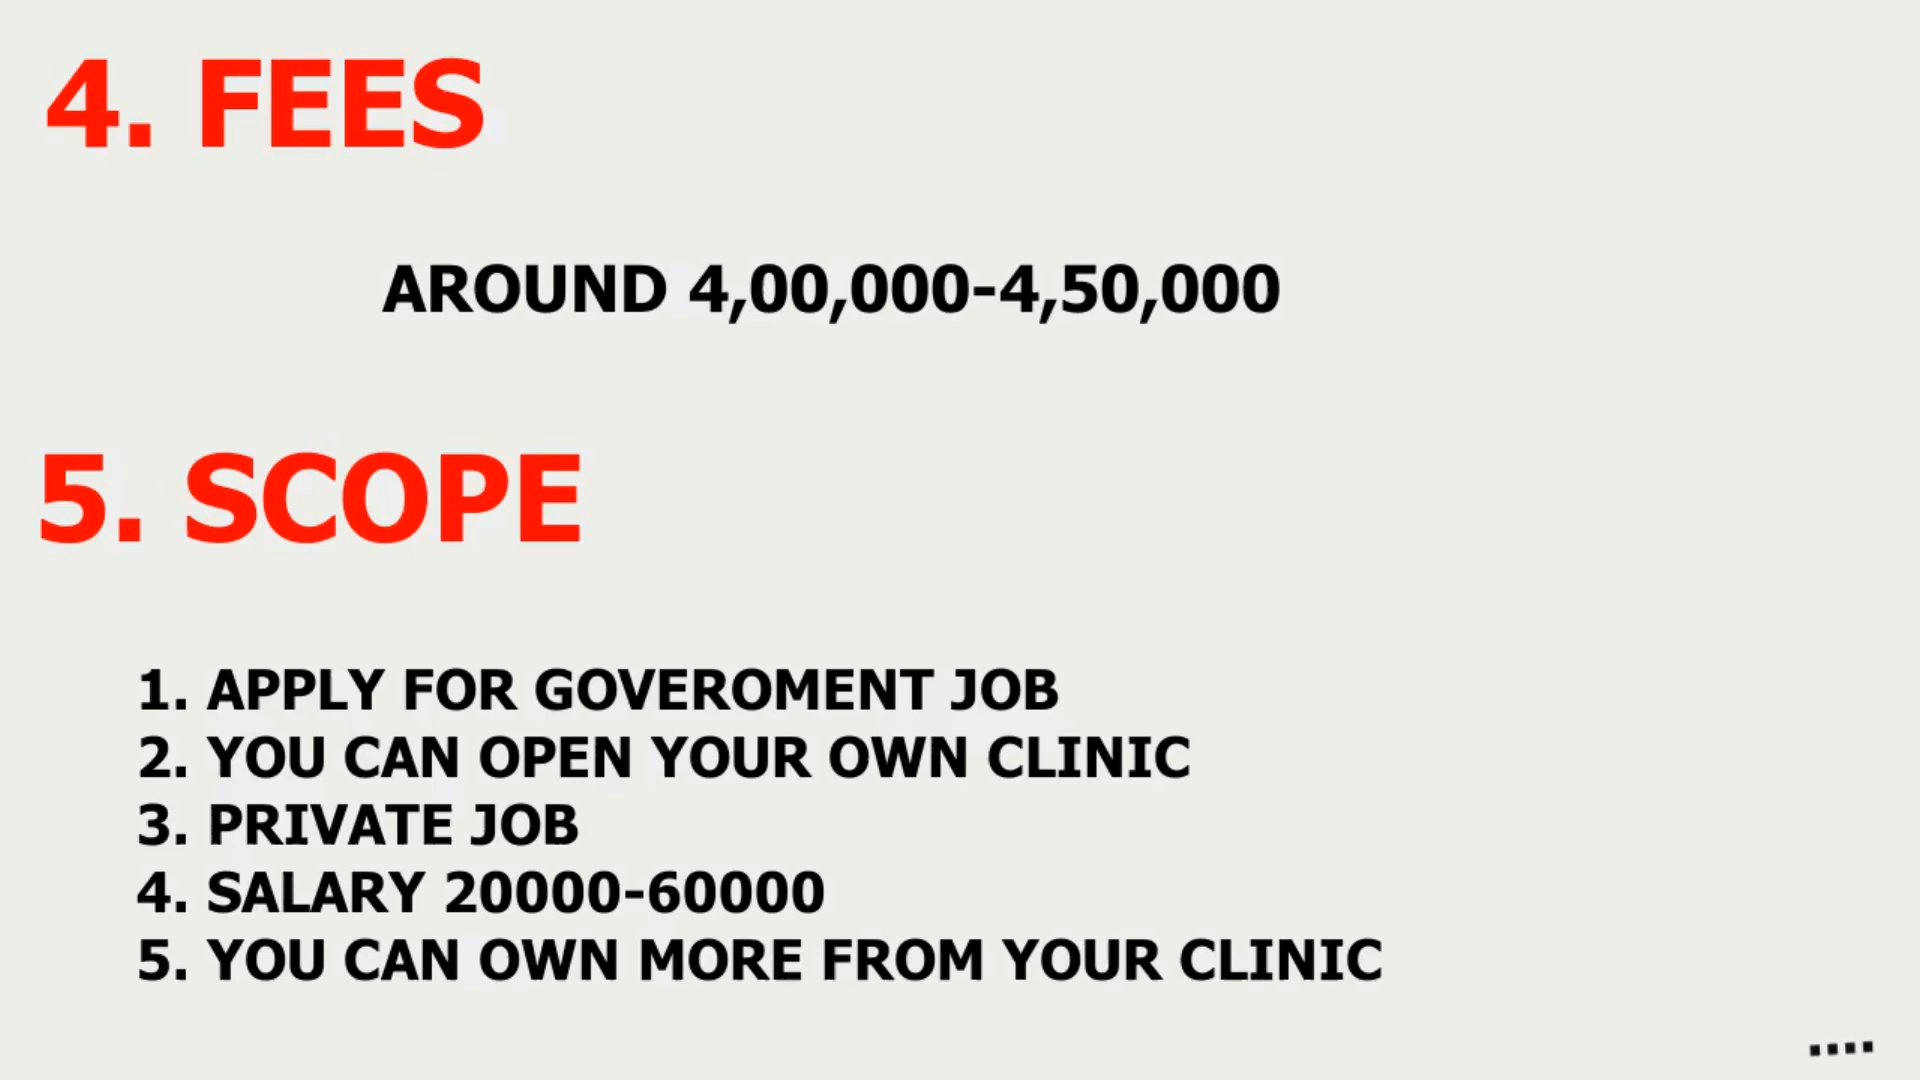 4. FEES
AROUND 4,00,000-4,50,000
5. SCOPE
1. APPLY FOR GOVEROMENT JOB
2. YOU CAN OPEN YOUR OWN CLINIC
3. PRIVATE JOB
4. SALARY 20000-60000
5. YOU CAN OWN MORE FROM YOUR CLINIC
....